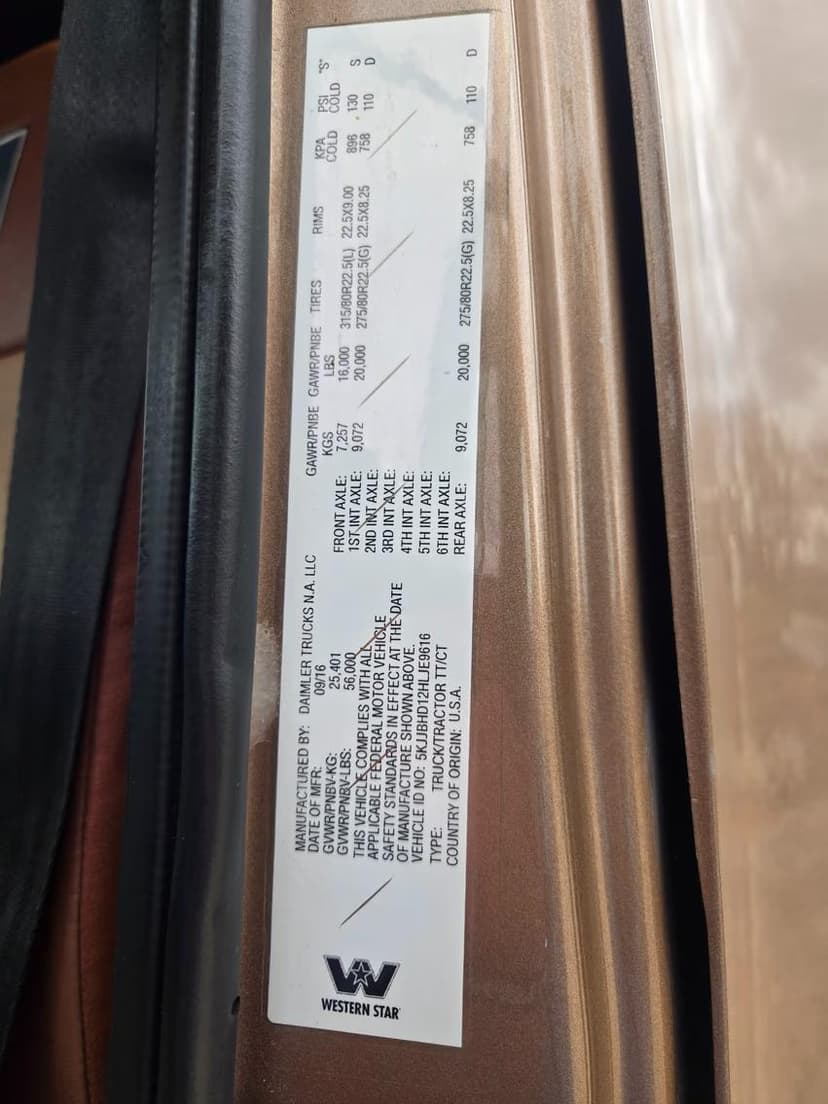 MANUFACTURED BY: DAIMLER TRUCKS N.A. LLC
DATE OF MFR: 09/16
GVWR/PNBV-KG: 25,401
GVWR/PNBV-LBS: 56,000
THIS VEHICLE COMPLIES WITH ALL
APPLICABLE FEDERAL MOTOR VEHICLE
SAFETY STANDARDS IN EFFECT AT THE DATE
OF MANUFACTURE SHOWN ABOVE.
VEHICLE ID NO: 5KJJBHD12HLJE9616
TYPE: TRUCK/TRACTOR TT/CT
COUNTRY OF ORIGIN: U.S.A.
GAWR/PNBE GAWR/PNBE TIRES RIMS KPA PSI "S"
KGS LBS COLD COLD
FRONT AXLE: 7,257 16,000 315/80R22.5(L) 22.5X9.00 896 130 S
1ST INT AXLE: 9,072 20,000 275/80R22.5(G) 22.5X8.25 758 110 D
2ND INT AXLE:
3RD INT AXLE:
4TH INT AXLE:
5TH INT AXLE:
6TH INT AXLE:
REAR AXLE: 9,072 20,000 275/80R22.5(G) 22.5X8.25 758 110 D
WESTERN STAR